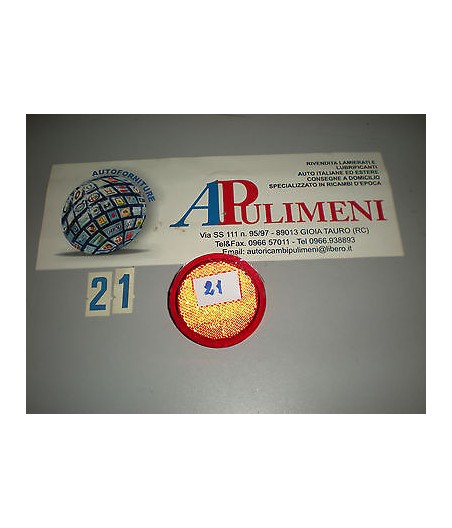 AUTOFORNITURE
RIVENDITA LAMIERATI E
LUBRIFICANTI
AUTO ITALIANE ED ESTERE
CONSEGNE A DOMICILIO
SPECIALIZZATO IN RICAMBI D'EPOCA
APULIMENI
Via SS 111 n. 95/97 - 89013 GIOIA TAURO (RC)
Tel&Fax. 0966 57011 - Tel 0966.938893
Email: autoricambipulimeni@libero.it
21
21